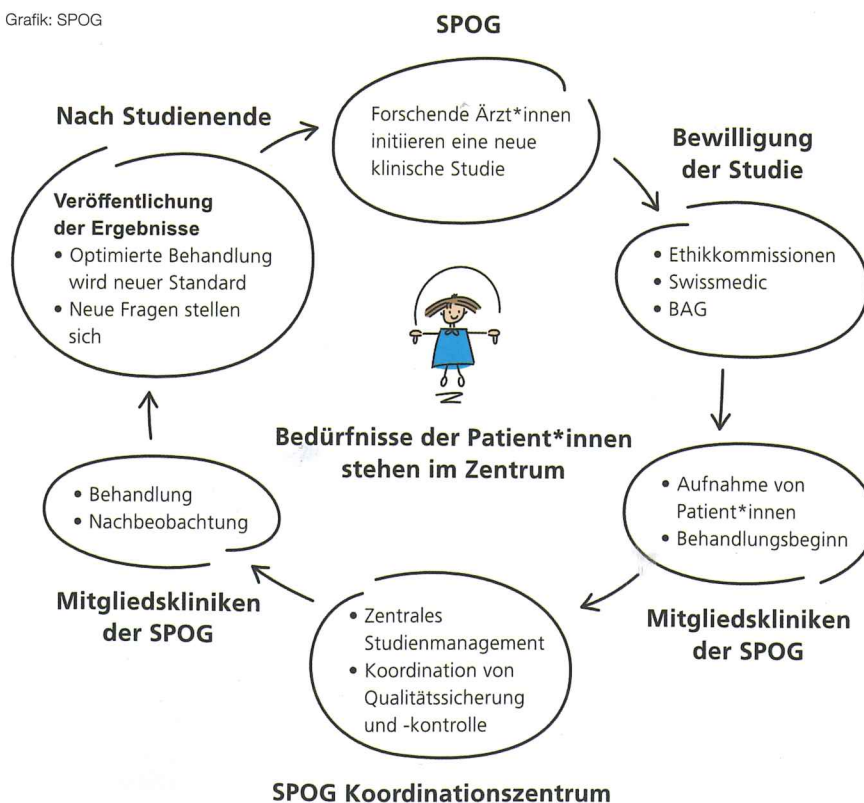 Grafik: SPOG
SPOG
Forschende Ärzt*innen
initiieren eine neue
klinische Studie
Bewilligung
der Studie
• Ethikkommissionen
• Swissmedic
• BAG
• Aufnahme von
Patient*innen
• Behandlungsbeginn
Mitgliedskliniken
der SPOG
• Zentrales
Studienmanagement
• Koordination von
Qualitätssicherung
und -kontrolle
SPOG Koordinationszentrum
• Behandlung
• Nachbeobachtung
Mitgliedskliniken
der SPOG
Nach Studienende
Veröffentlichung
der Ergebnisse
• Optimierte Behandlung
wird neuer Standard
• Neue Fragen stellen
sich
Bedürfnisse der Patient*innen
stehen im Zentrum